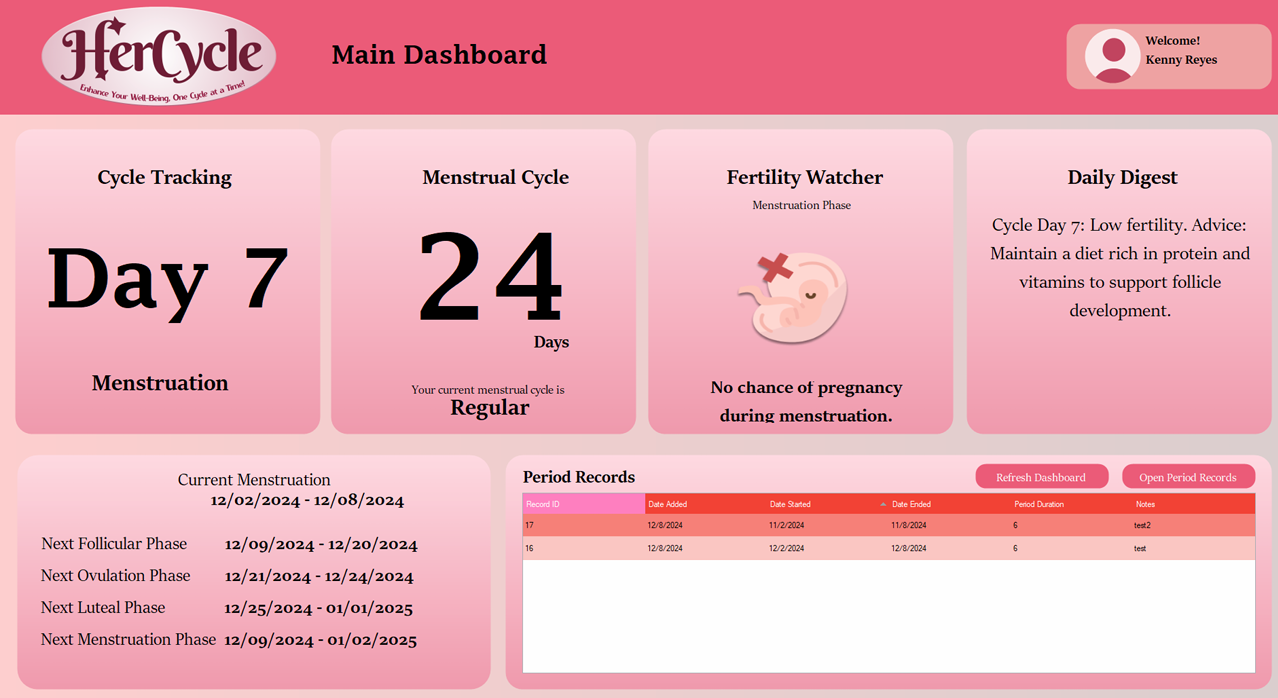 HerCycle
Enhance Your Well-Being, One Cycle at a Time!
Main Dashboard
Welcome!
Kenny Reyes
Cycle Tracking
Day 7
Menstruation
Menstrual Cycle
24
Days
Your current menstrual cycle is
Regular
Fertility Watcher
Menstruation Phase
No chance of pregnancy
during menstruation.
Daily Digest
Cycle Day 7: Low fertility. Advice:
Maintain a diet rich in protein and
vitamins to support follicle
development.
Current Menstruation
12/02/2024 - 12/08/2024
Next Follicular Phase 12/09/2024 - 12/20/2024
Next Ovulation Phase 12/21/2024 - 12/24/2024
Next Luteal Phase 12/25/2024 - 01/01/2025
Next Menstruation Phase 12/09/2024 - 01/02/2025
Period Records
Refresh Dashboard
Open Period Records
Record ID Date Added Date Started Date Ended Period Duration Notes
17 12/8/2024 11/2/2024 11/8/2024 6 test2
16 12/8/2024 12/2/2024 12/8/2024 6 test